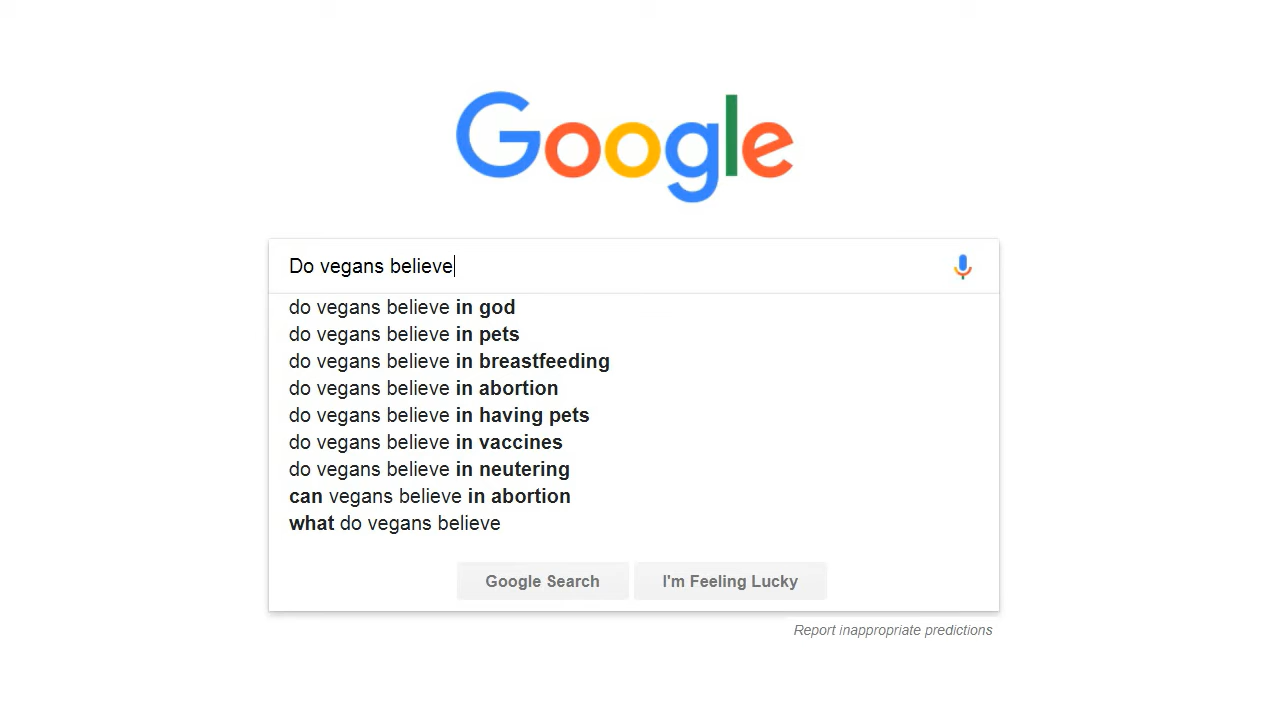 Google
Do vegans believe
do vegans believe in god
do vegans believe in pets
do vegans believe in breastfeeding
do vegans believe in abortion
do vegans believe in having pets
do vegans believe in vaccines
do vegans believe in neutering
can vegans believe in abortion
what do vegans believe
Google Search I'm Feeling Lucky
Report inappropriate predictions